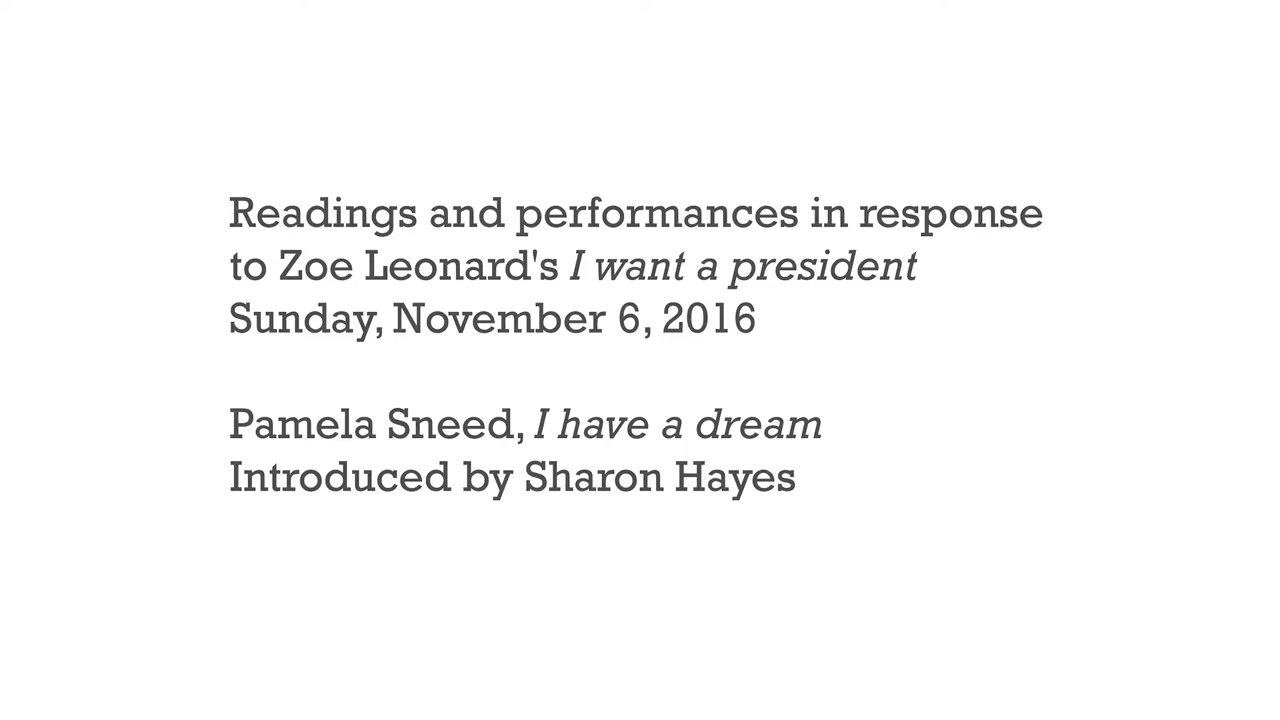 Readings and performances in response
to Zoe Leonard's I want a president
Sunday, November 6, 2016
Pamela Sneed, I have a dream
Introduced by Sharon Hayes